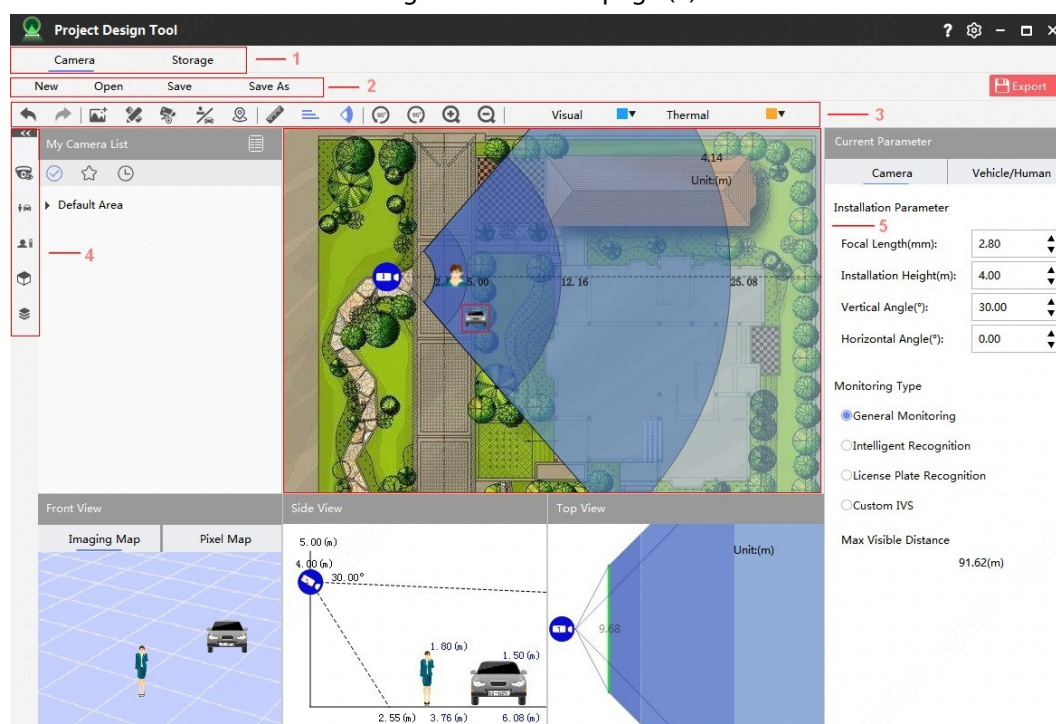 Project Design Tool ?
Camera Storage 1
New Open Save Save As 2 Export
90° 90° Visual Thermal 3
My Camera List
Default Area
4
4.14
Unit:(m)
5.00 12.16 25.08
Current Parameter
Camera Vehicle/Human
Installation Parameter
5
Focal Length(mm): 2.80
Installation Height(m): 4.00
Vertical Angle(°): 30.00
Horizontal Angle(°): 0.00
Monitoring Type
General Monitoring
Intelligent Recognition
License Plate Recognition
Custom IVS
Max Visible Distance
91.62(m)
Front View
Imaging Map Pixel Map
Side View
5.00(m)
4.00(m)
30.00°
1.80(m)
1.50(m)
2.55(m) 3.76(m) 6.08(m)
Top View
Unit:(m)
1
9.68